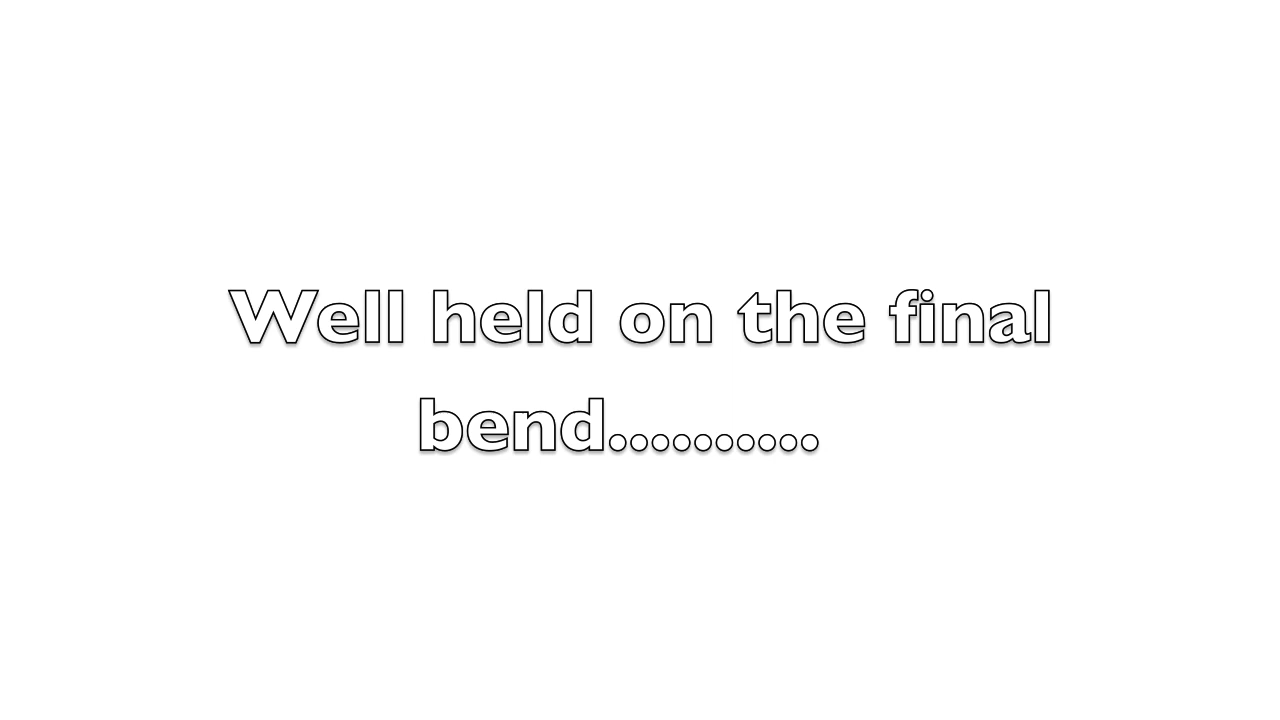 Well held on the final
bend..........